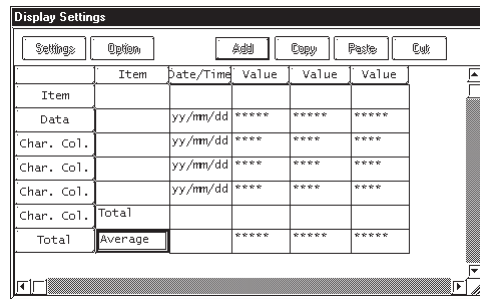 Display Settings
Settings Option Add Copy Paste Cut
Item Date/Time Value Value Value
Item
Data yy/mm/dd ***** ***** *****
Char. Col. yy/mm/dd **** **** ****
Char. Col. yy/mm/dd **** **** ****
Char. Col. yy/mm/dd **** **** ****
Char. Col. Total
Total Average ***** ***** *****